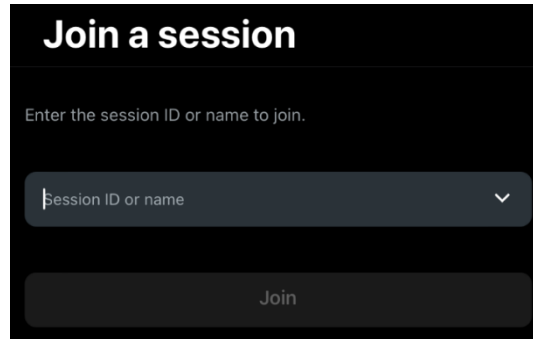 Join a session
Enter the session ID or name to join.
Session ID or name
Join